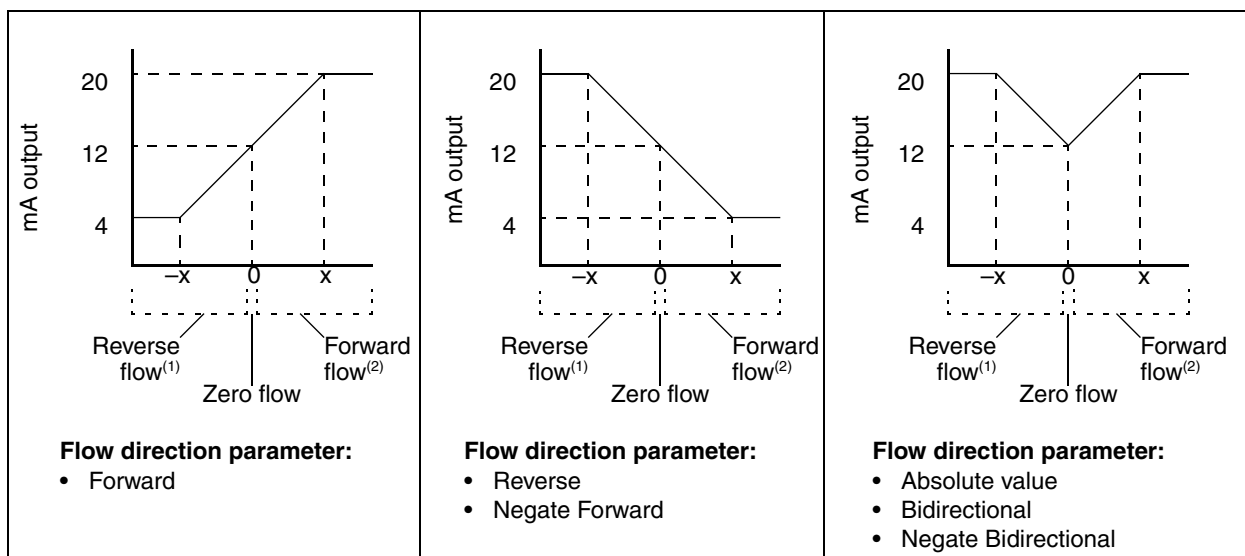 mA output
20
12
4
–x 0 x
Reverse flow(1)
Forward flow(2)
Zero flow
Flow direction parameter:
• Forward
mA output
20
12
4
–x 0 x
Reverse flow(1)
Forward flow(2)
Zero flow
Flow direction parameter:
• Reverse
• Negate Forward
mA output
20
12
4
–x 0 x
Reverse flow(1)
Forward flow(2)
Zero flow
Flow direction parameter:
• Absolute value
• Bidirectional
• Negate Bidirectional